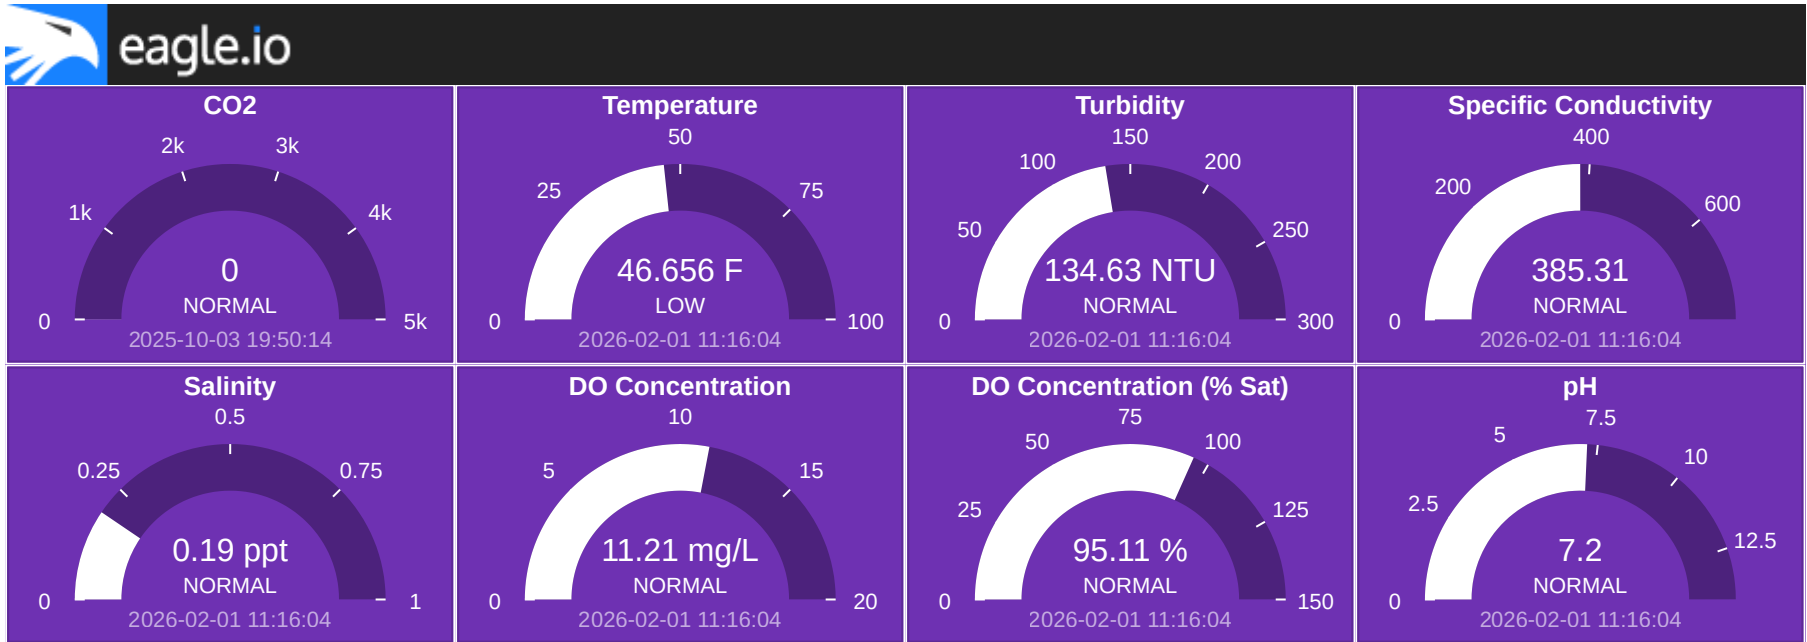 eagle.io
CO2
2k
3k
1k
4k
0
5k
0
NORMAL
2025-10-03 19:50:14
Temperature
50
25
75
0
100
46.656 F
LOW
2026-02-01 11:16:04
Turbidity
150
100
200
50
250
0
300
134.63 NTU
NORMAL
2026-02-01 11:16:04
Specific Conductivity
400
200
600
0
385.31
NORMAL
2026-02-01 11:16:04
Salinity
0.5
0.25
0.75
0
1
0.19 ppt
NORMAL
2026-02-01 11:16:04
DO Concentration
10
5
15
0
20
11.21 mg/L
NORMAL
2026-02-01 11:16:04
DO Concentration (% Sat)
75
50
100
25
125
0
150
95.11 %
NORMAL
2026-02-01 11:16:04
pH
7.5
5
10
2.5
12.5
0
7.2
NORMAL
2026-02-01 11:16:04